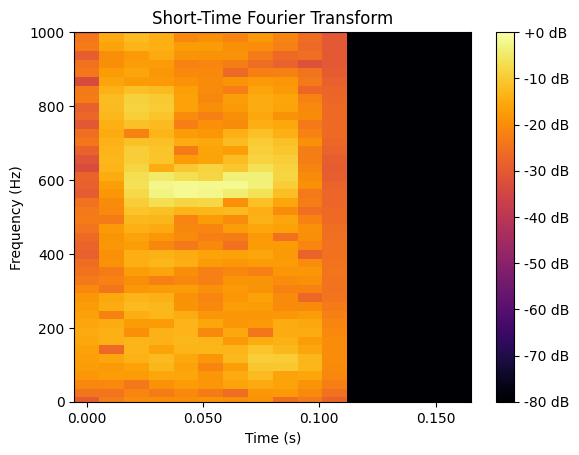 Short-Time Fourier Transform
1000
800
600
400
200
0
Frequency (Hz)
0.000
0.050
0.100
0.150
Time (s)
+0 dB
-10 dB
-20 dB
-30 dB
-40 dB
-50 dB
-60 dB
-70 dB
-80 dB